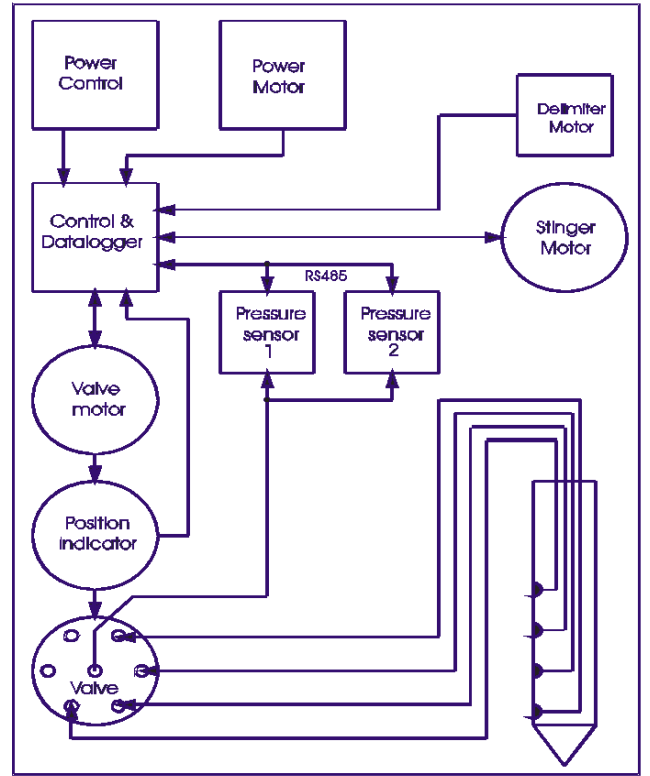 Power
Control
Power
Motor
Delimiter
Motor
Control &
Datalogger
Stinger
Motor
RS485
Pressure
sensor
1
Pressure
sensor
2
Valve
motor
Position
indicator
Valve